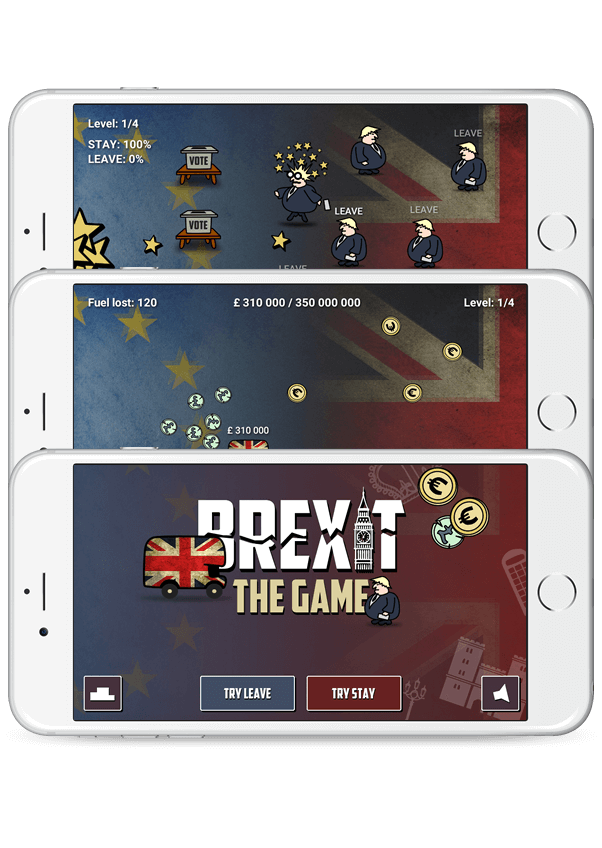 Level: 1/4
LEAVE
STAY: 100%
LEAVE: 0%
VOTE
LEAVE
LEAVE
VOTE
LEAVE
Fuel lost: 120
£ 310 000 / 350 000 000
Level: 1/4
£ 310 000
BREXIT
THE GAME
TRY LEAVE
TRY STAY